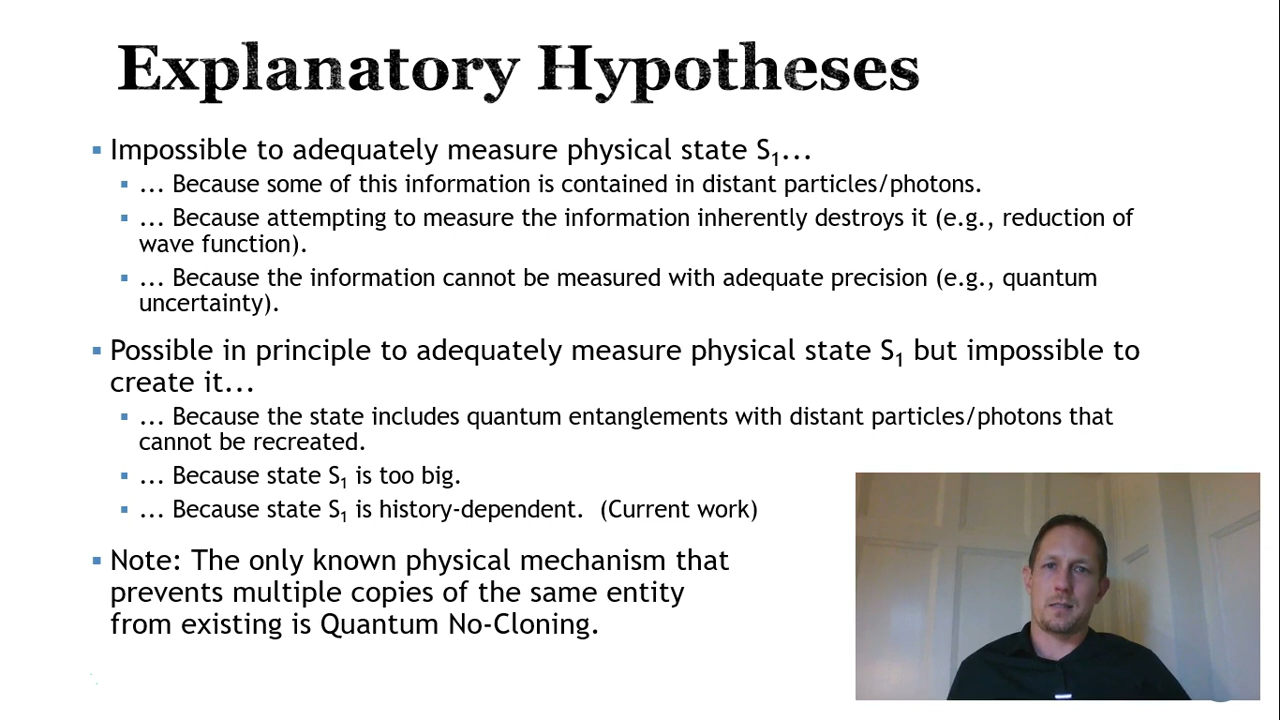 Explanatory Hypotheses
▪ Impossible to adequately measure physical state S₁...
▪ ... Because some of this information is contained in distant particles/photons.
▪ ... Because attempting to measure the information inherently destroys it (e.g., reduction of
wave function).
▪ ... Because the information cannot be measured with adequate precision (e.g., quantum
uncertainty).
▪ Possible in principle to adequately measure physical state S₁ but impossible to
create it...
▪ ... Because the state includes quantum entanglements with distant particles/photons that
cannot be recreated.
▪ ... Because state S₁ is too big.
▪ ... Because state S₁ is history-dependent. (Current work)
▪ Note: The only known physical mechanism that
prevents multiple copies of the same entity
from existing is Quantum No-Cloning.